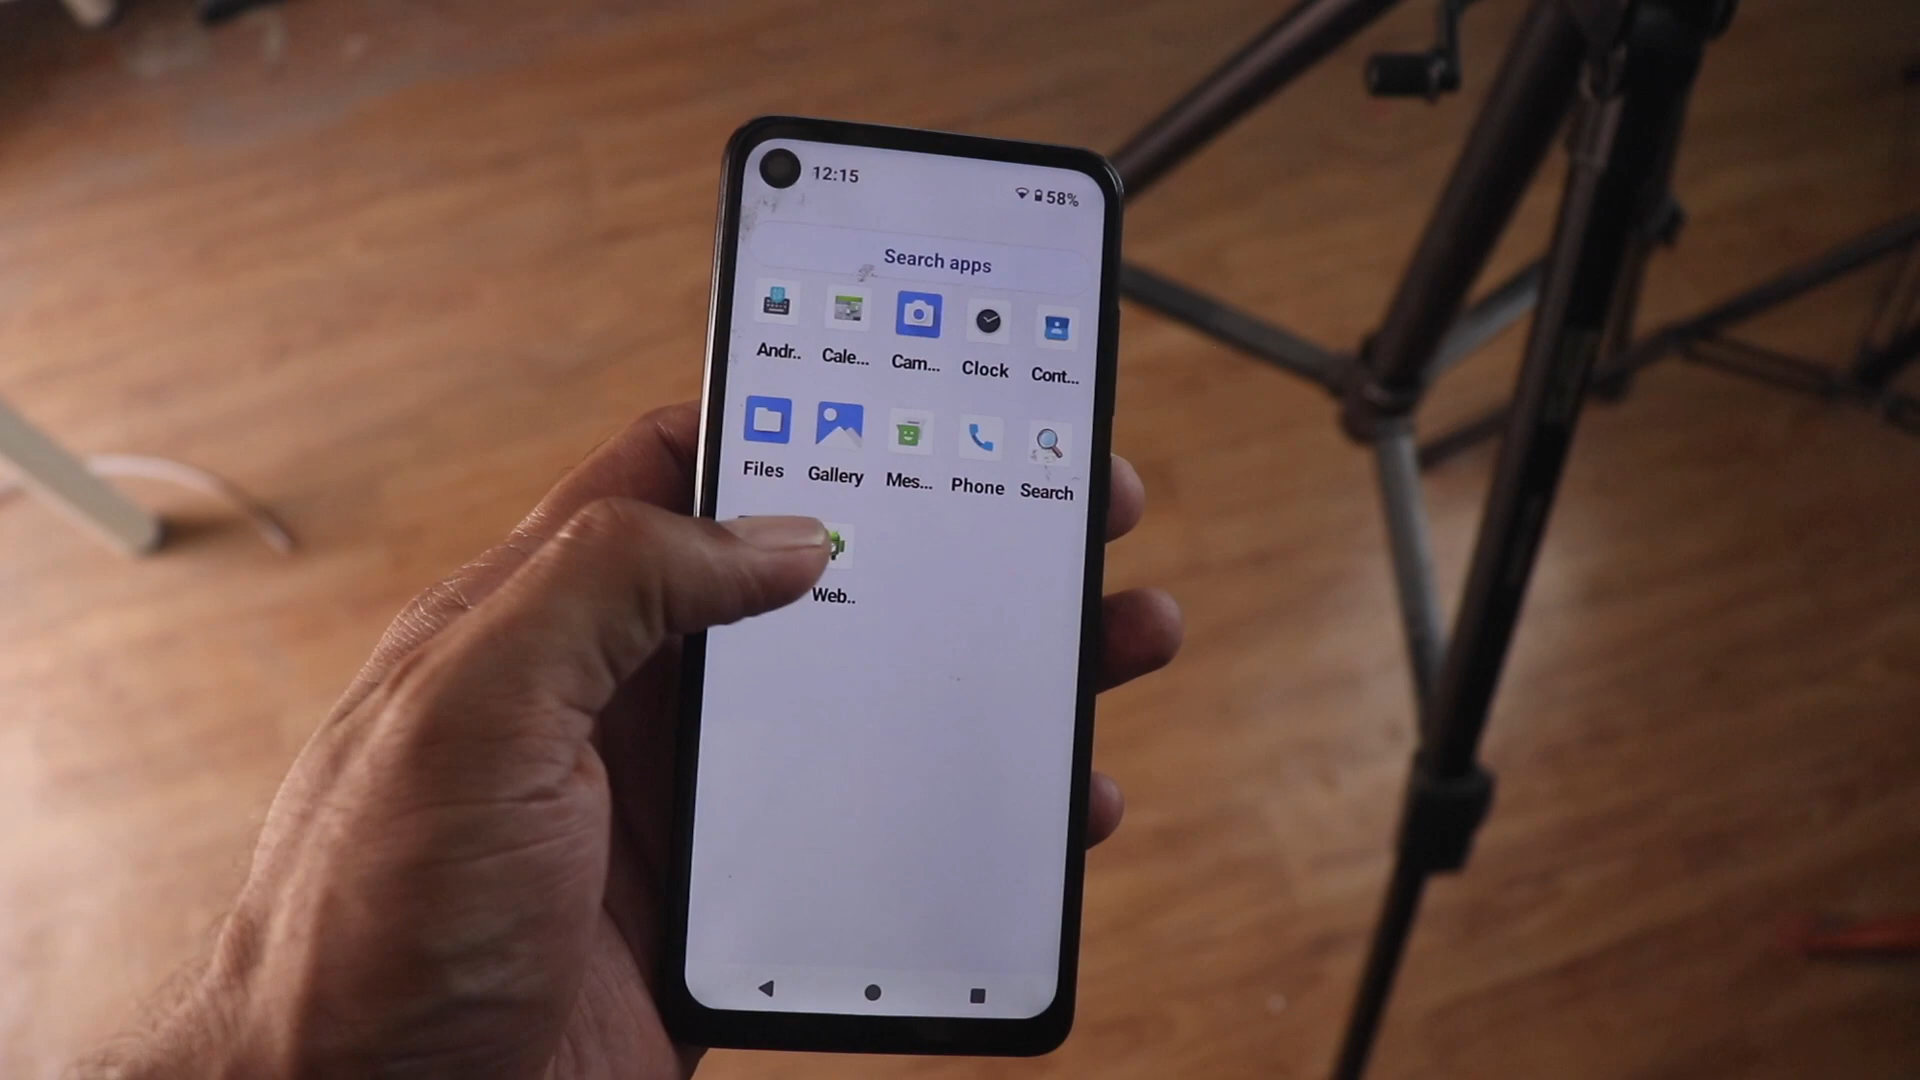 12:15
58%
Search apps
Andr..
Cale...
Cam...
Clock
Cont...
Files
Gallery
Mes...
Phone
Search
Web..